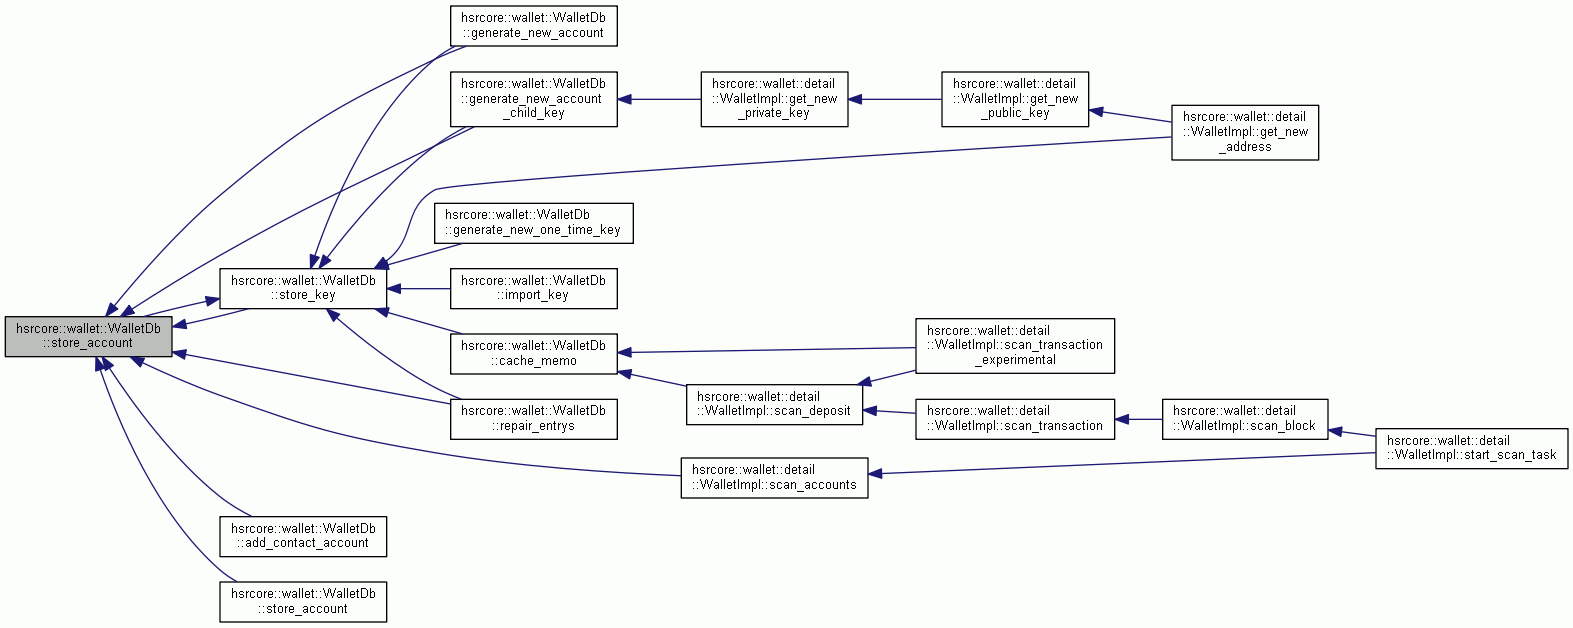 hsrcore::wallet::WalletDb
::generate_new_account
hsrcore::wallet::WalletDb
::generate_new_account
_child_key
hsrcore::wallet::detail
::WalletImpl::get_new
_private_key
hsrcore::wallet::detail
::WalletImpl::get_new
_public_key
hsrcore::wallet::detail
::WalletImpl::get_new
_address
hsrcore::wallet::WalletDb
::generate_new_one_time_key
hsrcore::wallet::WalletDb
::store_key
hsrcore::wallet::WalletDb
::import_key
hsrcore::wallet::WalletDb
::store_account
hsrcore::wallet::WalletDb
::cache_memo
hsrcore::wallet::detail
::WalletImpl::scan_transaction
_experimental
hsrcore::wallet::detail
::WalletImpl::scan_deposit
hsrcore::wallet::WalletDb
::repair_entrys
hsrcore::wallet::detail
::WalletImpl::scan_transaction
hsrcore::wallet::detail
::WalletImpl::scan_block
hsrcore::wallet::detail
::WalletImpl::start_scan_task
hsrcore::wallet::detail
::WalletImpl::scan_accounts
hsrcore::wallet::WalletDb
::add_contact_account
hsrcore::wallet::WalletDb
::store_account